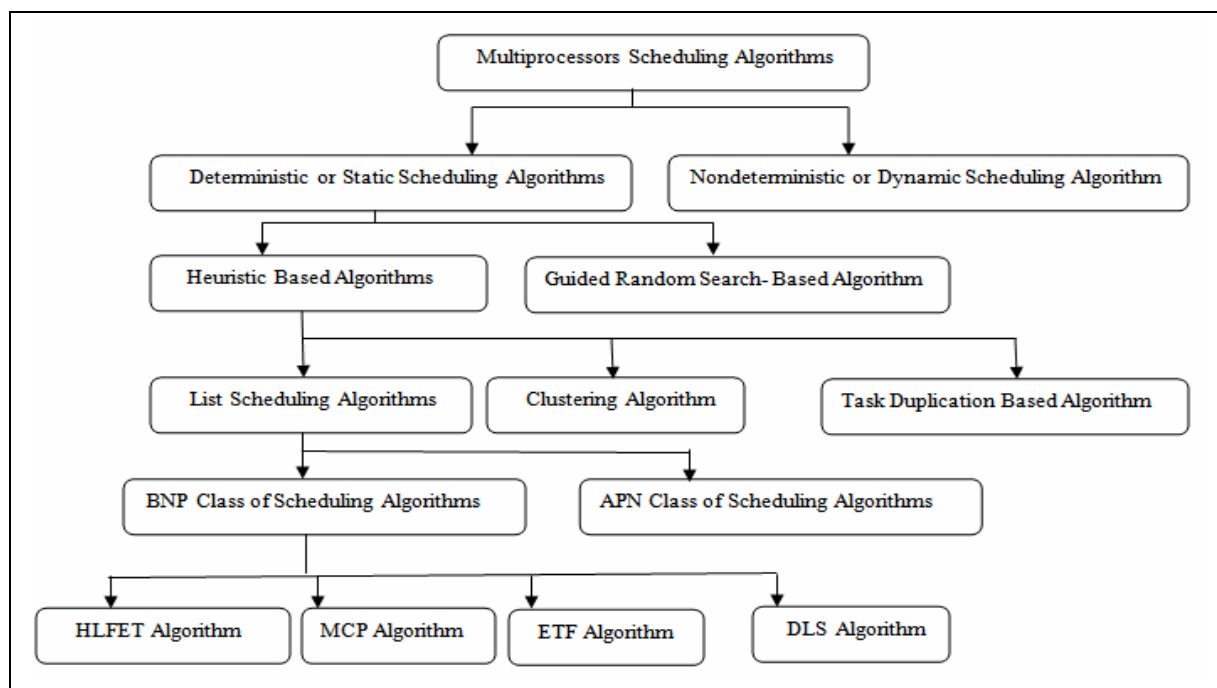 Multiprocessors Scheduling Algorithms
Deterministic or Static Scheduling Algorithms
Nondeterministic or Dynamic Scheduling Algorithm
Heuristic Based Algorithms
Guided Random Search- Based Algorithm
List Scheduling Algorithms
Clustering Algorithm
Task Duplication Based Algorithm
BNP Class of Scheduling Algorithms
APN Class of Scheduling Algorithms
HLFET Algorithm
MCP Algorithm
ETF Algorithm
DLS Algorithm